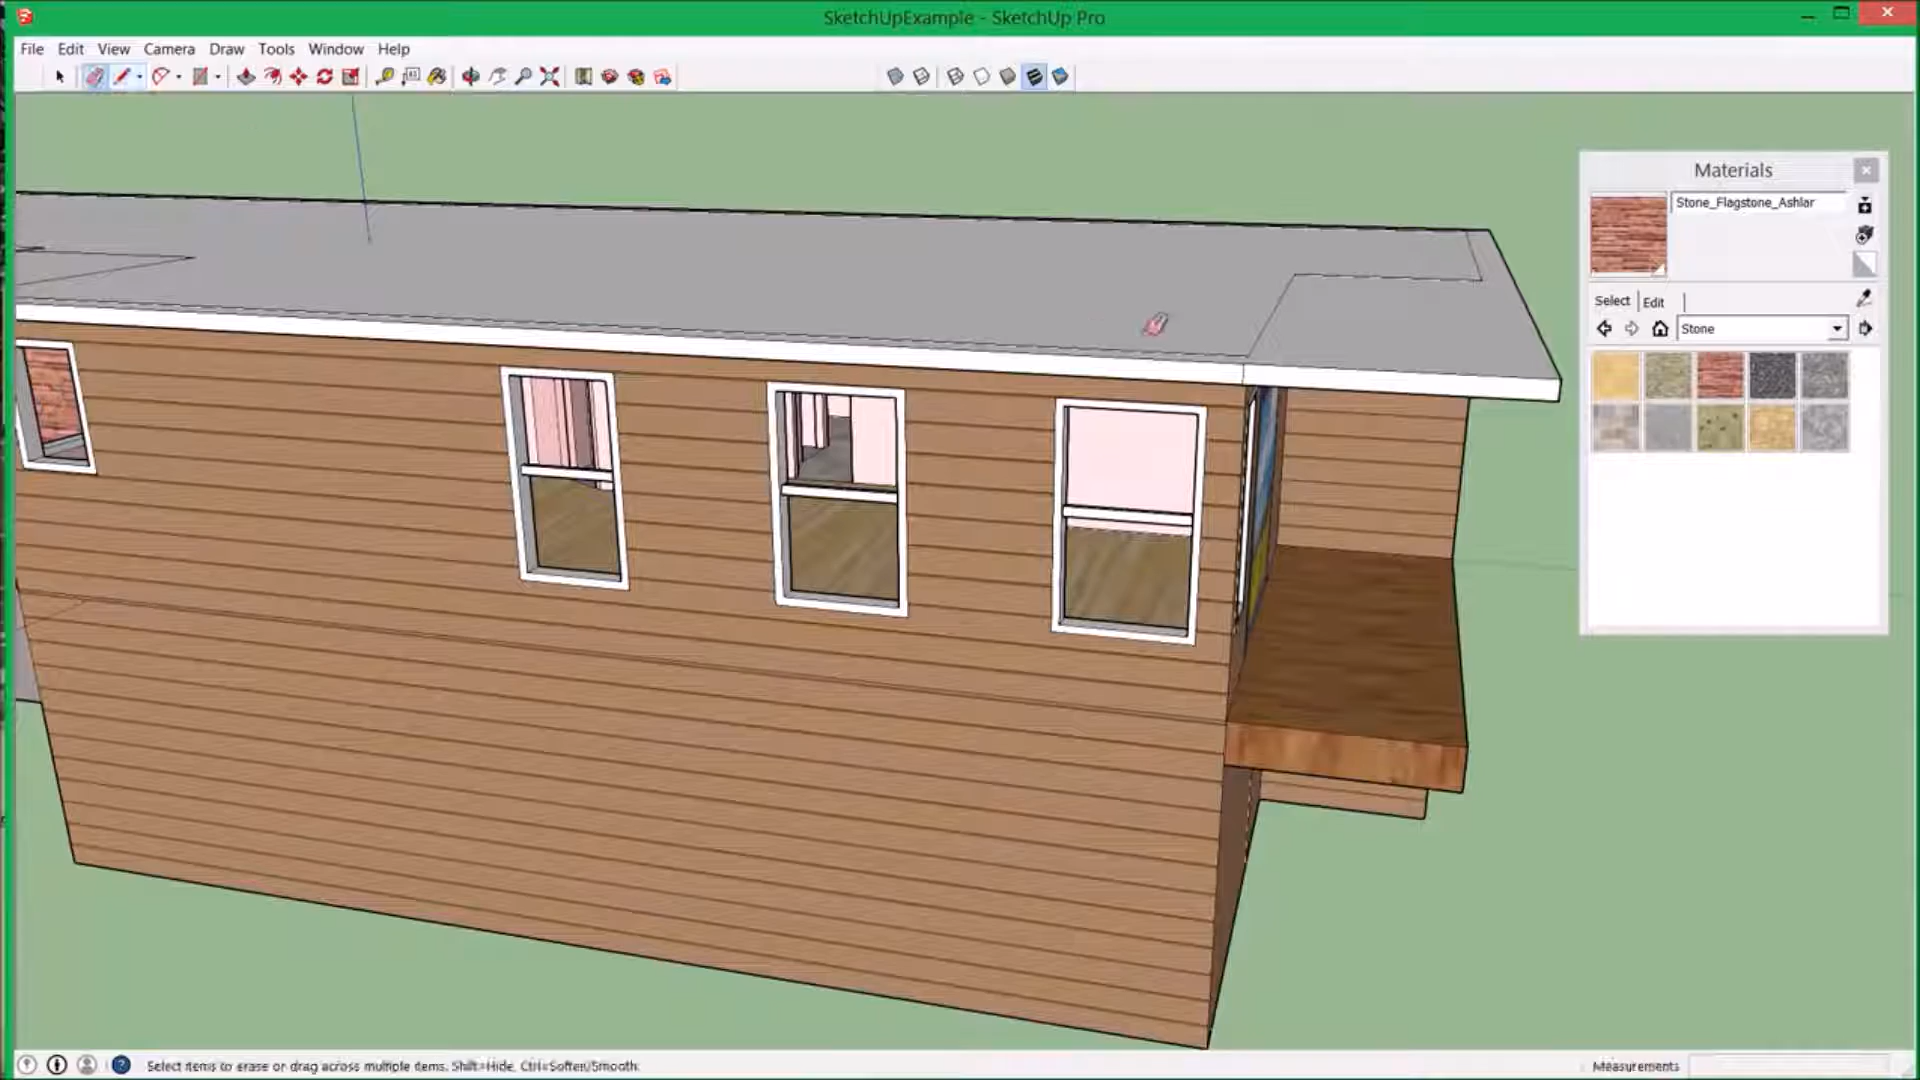 SketchUpExample - SketchUp Pro
File Edit View Camera Draw Tools Window Help
Materials
Stone_Flagstone_Ashlar
Select Edit
Stone
Select items to erase or drag across multiple items. Shift=Hide, Ctrl=Soften/Smooth.
Measurements